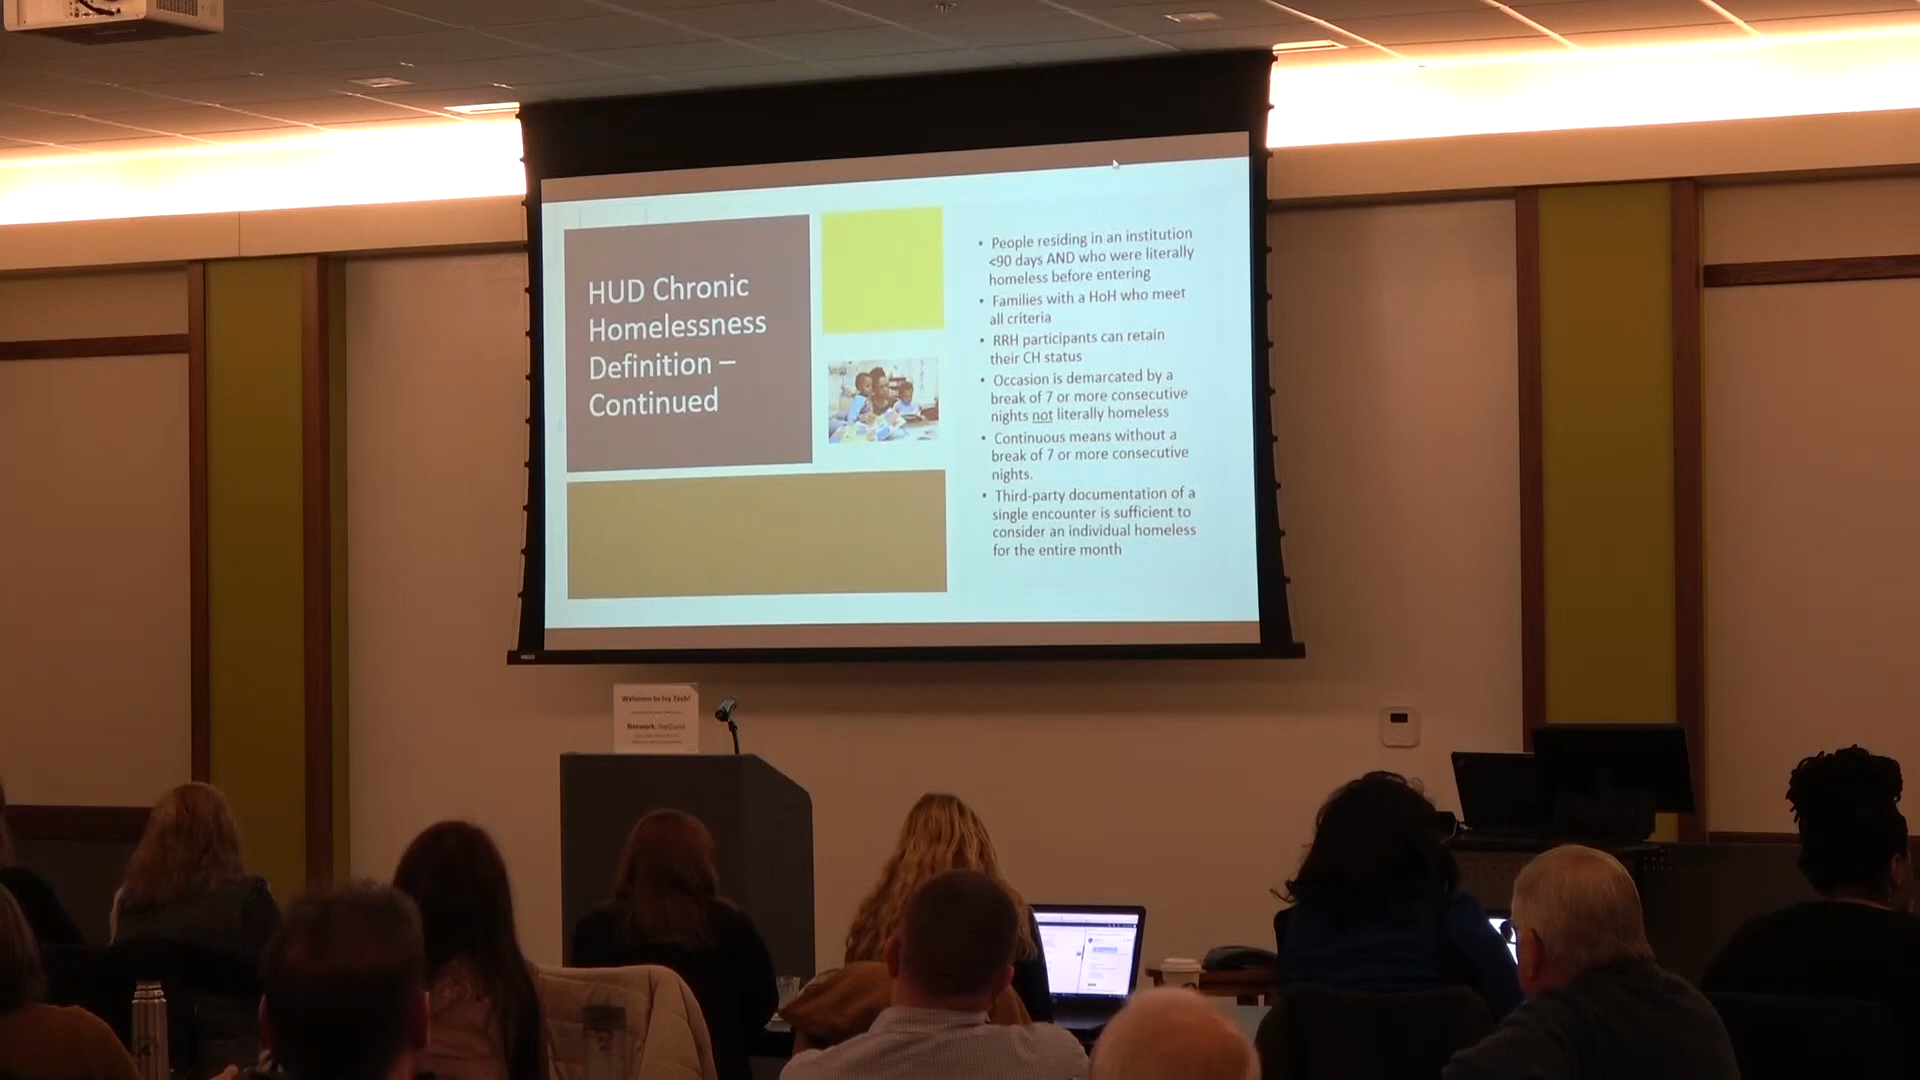 HUD Chronic
Homelessness
Definition –
Continued
• People residing in an institution
<90 days AND who were literally
homeless before entering
• Families with a HoH who meet
all criteria
• RRH participants can retain
their CH status
• Occasion is demarcated by a
break of 7 or more consecutive
nights not literally homeless
• Continuous means without a
break of 7 or more consecutive
nights.
• Third-party documentation of a
single encounter is sufficient to
consider an individual homeless
for the entire month
Welcome to Ivy Tech!
Network: